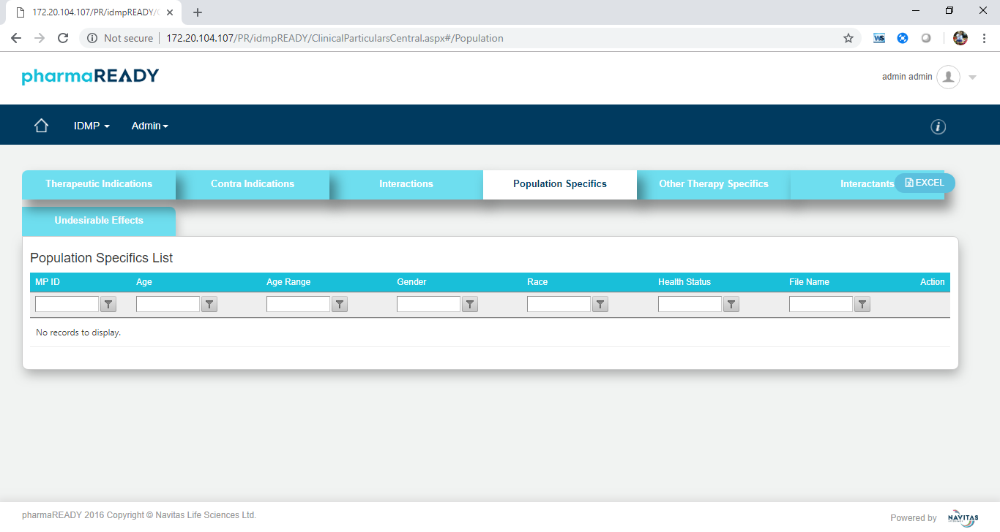 172.20.104.107/PR/idmpREADY/
Not secure 172.20.104.107/PR/idmpREADY/ClinicalParticularsCentral.aspx#/Population
WS
pharmaREADY
admin admin
IDMP Admin
i
Therapeutic Indications Contra Indications Interactions Population Specifics Other Therapy Specifics Interactants EXCEL
Undesirable Effects
Population Specifics List
MP ID Age Age Range Gender Race Health Status File Name Action
No records to display.
pharmaREADY 2016 Copyright © Navitas Life Sciences Ltd.
Powered by NAVITAS